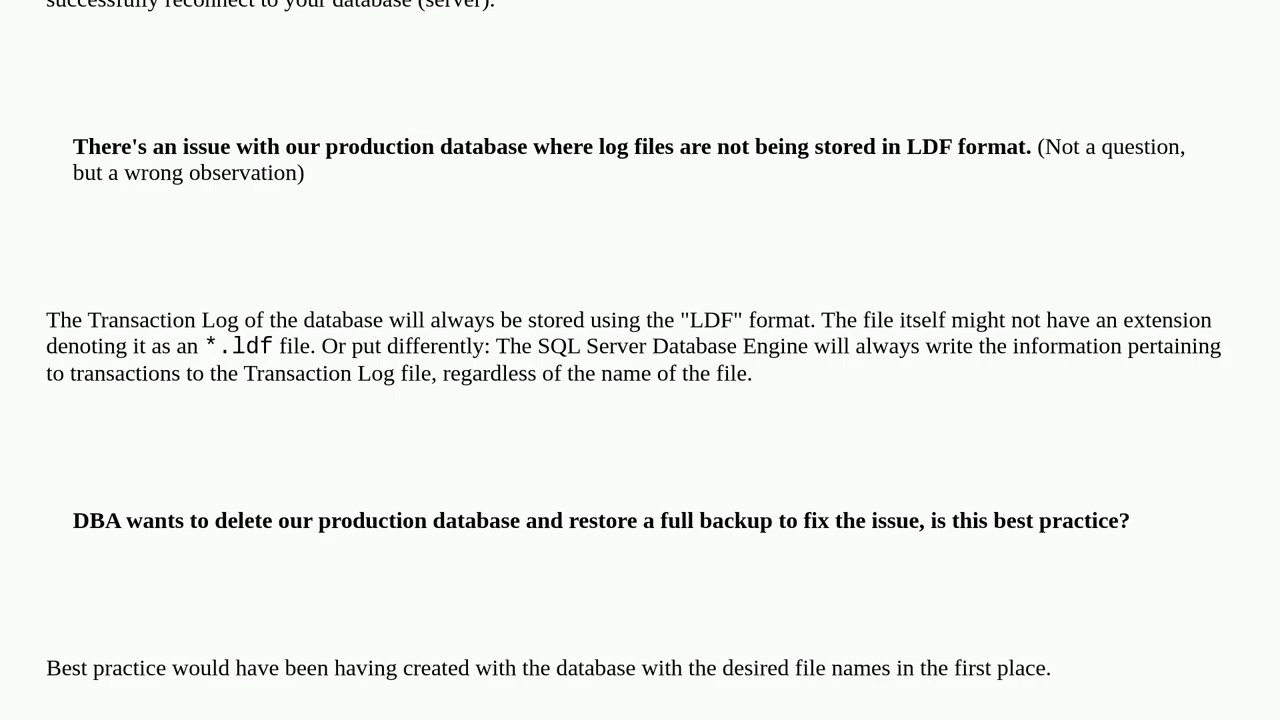 successfully reconnect to your database (server).
There's an issue with our production database where log files are not being stored in LDF format. (Not a question,
but a wrong observation)
The Transaction Log of the database will always be stored using the "LDF" format. The file itself might not have an extension
denoting it as an *.ldf file. Or put differently: The SQL Server Database Engine will always write the information pertaining
to transactions to the Transaction Log file, regardless of the name of the file.
DBA wants to delete our production database and restore a full backup to fix the issue, is this best practice?
Best practice would have been having created with the database with the desired file names in the first place.